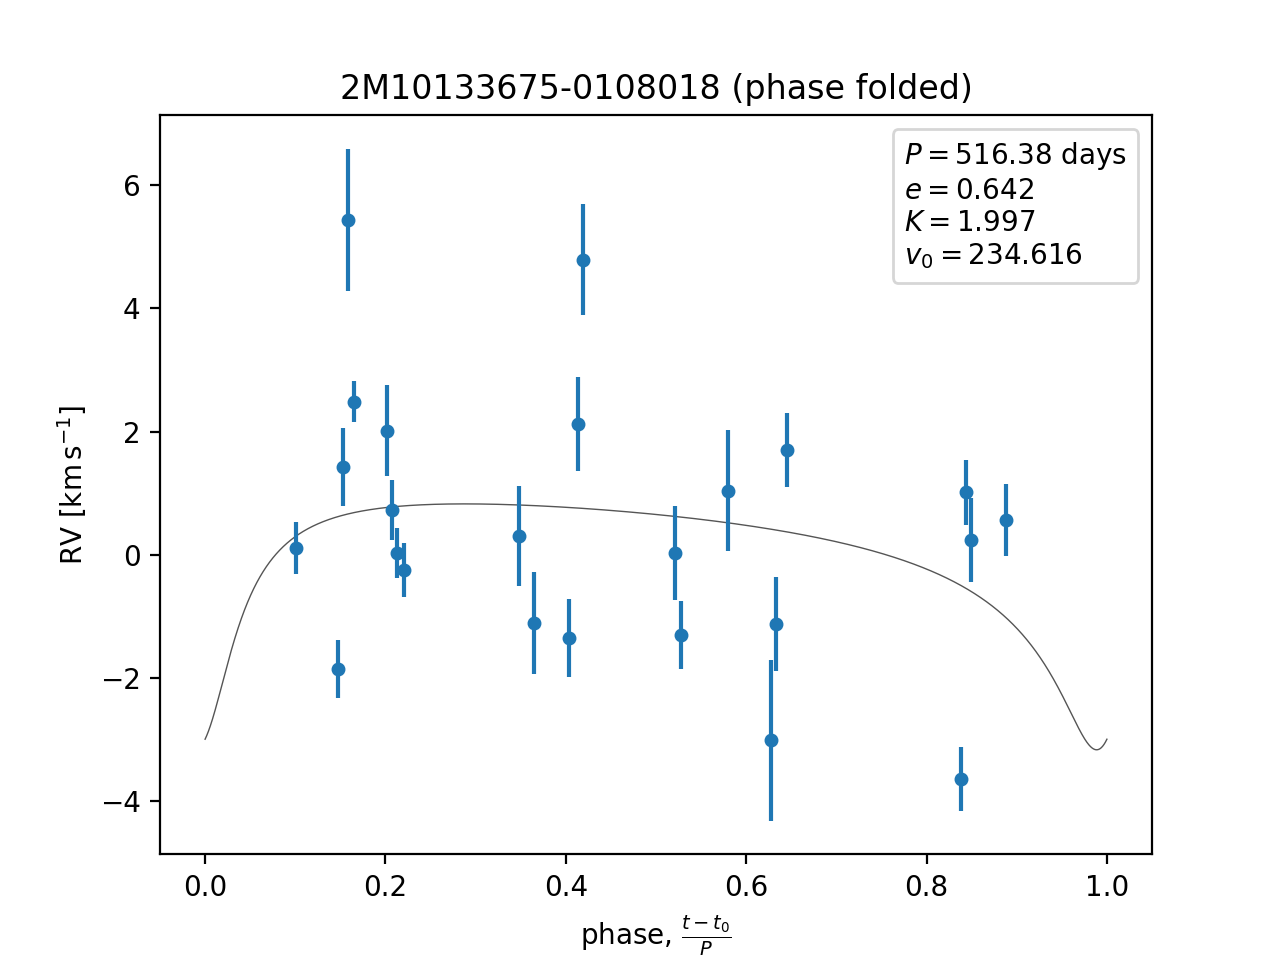 2M10133675-0108018 (phase folded)
P = 516.38 days
e = 0.642
K = 1.997
v₀ = 234.616
RV [km s⁻¹]
6
4
2
0
−2
−4
0.0 0.2 0.4 0.6 0.8 1.0
phase, (t − t₀)/P